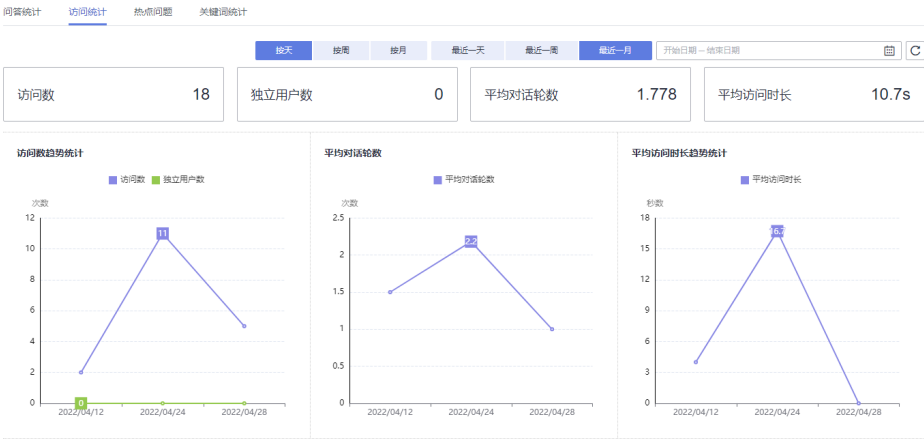 问答统计 访问统计 热点问题 关键词统计
按天 按周 按月 最近一天 最近一周 最近一月 开始日期 – 结束日期
访问数 18 独立用户数 0 平均对话轮数 1.778 平均访问时长 10.7s
访问数趋势统计
访问数 独立用户数
次数
12
10
8
6
4
2
0
11
0
2022/04/12 2022/04/24 2022/04/28
平均对话轮数
平均对话轮数
次数
2.5
2
1.5
1
0.5
0
2.2
2022/04/12 2022/04/24 2022/04/28
平均访问时长趋势统计
平均访问时长
秒数
18
15
12
9
6
3
0
16.7
2022/04/12 2022/04/24 2022/04/28